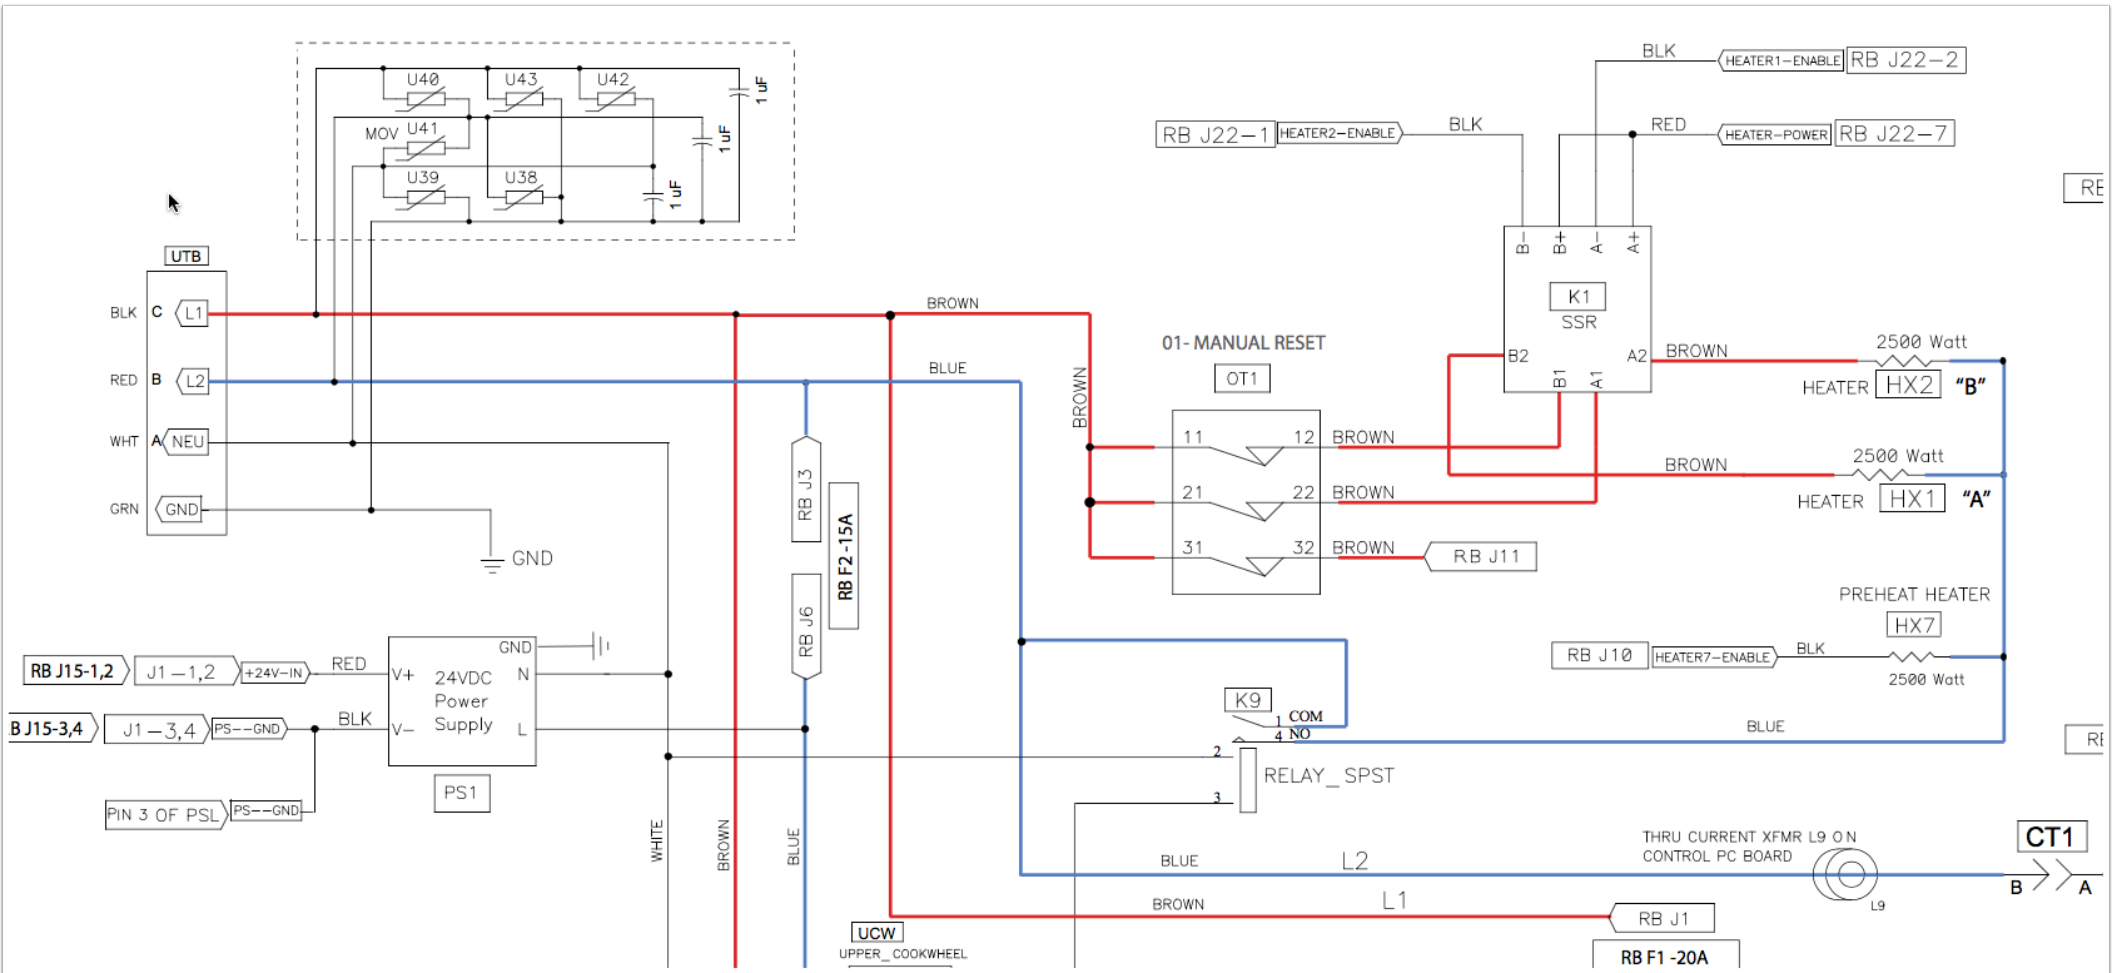 BLK
HEATER1-ENABLE
RB J22-2
RB J22-1
HEATER2-ENABLE
BLK
RED
HEATER-POWER
RB J22-7
U40
U43
U42
1 uF
MOV
U41
1 uF
U39
U38
1 uF
UTB
BLK C L1
RED B L2
WHT A NEU
GRN GND
GND
BROWN
BLUE
BROWN
01- MANUAL RESET
OT1
11 12 BROWN
21 22 BROWN
31 32 BROWN
RB J11
B-
B+
A-
A+
K1
SSR
B2
A2
B1
A1
BROWN
2500 Watt
HEATER HX2 "B"
BROWN
2500 Watt
HEATER HX1 "A"
PREHEAT HEATER
HX7
RB J10
HEATER7-ENABLE
BLK
2500 Watt
RB J3
RB F2 -15A
RB J6
RB J15-1,2
J1-1,2
+24V-IN
RED
V+
24VDC
Power
Supply
GND
N
B J15-3,4
J1-3,4
PS--GND
BLK
V-
L
PS1
PIN 3 OF PSL
PS--GND
K9
1 COM
4 NO
2
3
RELAY_SPST
BLUE
WHITE
BROWN
BLUE
BLUE
L2
THRU CURRENT XFMR L9 ON
CONTROL PC BOARD
L9
CT1
B
A
BROWN
L1
RB J1
RB F1 -20A
UCW
UPPER_COOKWHEEL